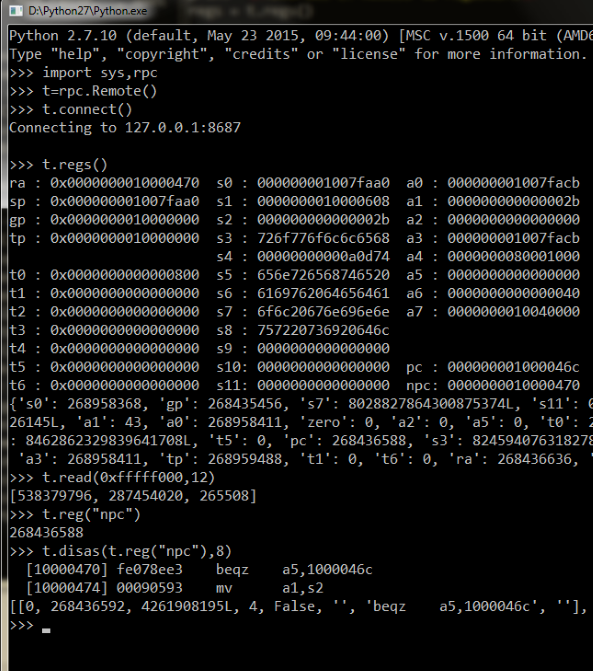 regs = t.regs()
D:\Python27\Python.exe
Python 2.7.10 (default, May 23 2015, 09:44:00) [MSC v.1500 64 bit (AMD6
Type "help", "copyright", "credits" or "license" for more information.
>>> import sys,rpc
>>> t=rpc.Remote()
>>> t.connect()
Connecting to 127.0.0.1:8687
>>> t.regs()
ra : 0x0000000010000470  s0 : 000000001007faa0  a0 : 000000001007facb
sp : 0x000000001007faa0  s1 : 0000000010000608  a1 : 000000000000002b
gp : 0x0000000010000000  s2 : 000000000000002b  a2 : 0000000000000000
tp : 0x0000000010000000  s3 : 726f776f6c6c6568  a3 : 000000001007facb
s4 : 00000000000a0d74  a4 : 0000000080001000
t0 : 0x0000000000000800  s5 : 656e726568746520  a5 : 0000000000000000
t1 : 0x0000000000000000  s6 : 6169762064656461  a6 : 0000000000000040
t2 : 0x0000000000000000  s7 : 6f6c20676e696e6e  a7 : 0000000010040000
t3 : 0x0000000000000000  s8 : 757220736920646c
t4 : 0x0000000000000000  s9 : 0000000000000000
t5 : 0x0000000000000000  s10: 0000000000000000  pc : 000000001000046c
t6 : 0x0000000000000000  s11: 0000000000000000  npc: 0000000010000470
{'s0': 268958368, 'gp': 268435456, 's7': 8028827864300875374L, 's11': 0
26145L, 'a1': 43, 'a0': 268958411, 'zero': 0, 'a2': 0, 'a5': 0, 't0': 2
: 8462862329839641708L, 't5': 0, 'pc': 268436588, 's3': 824594076318278
'a3': 268958411, 'tp': 268959488, 't1': 0, 't6': 0, 'ra': 268436636, '
>>> t.read(0xfffff000,12)
[538379796, 287454020, 265508]
>>> t.reg("npc")
268436588
>>> t.disas(t.reg("npc"),8)
[10000470] fe078ee3    beqz    a5,1000046c
[10000474] 00090593    mv      a1,s2
[[0, 268436592, 4261908195L, 4, False, '', 'beqz    a5,1000046c', ''],
>>>